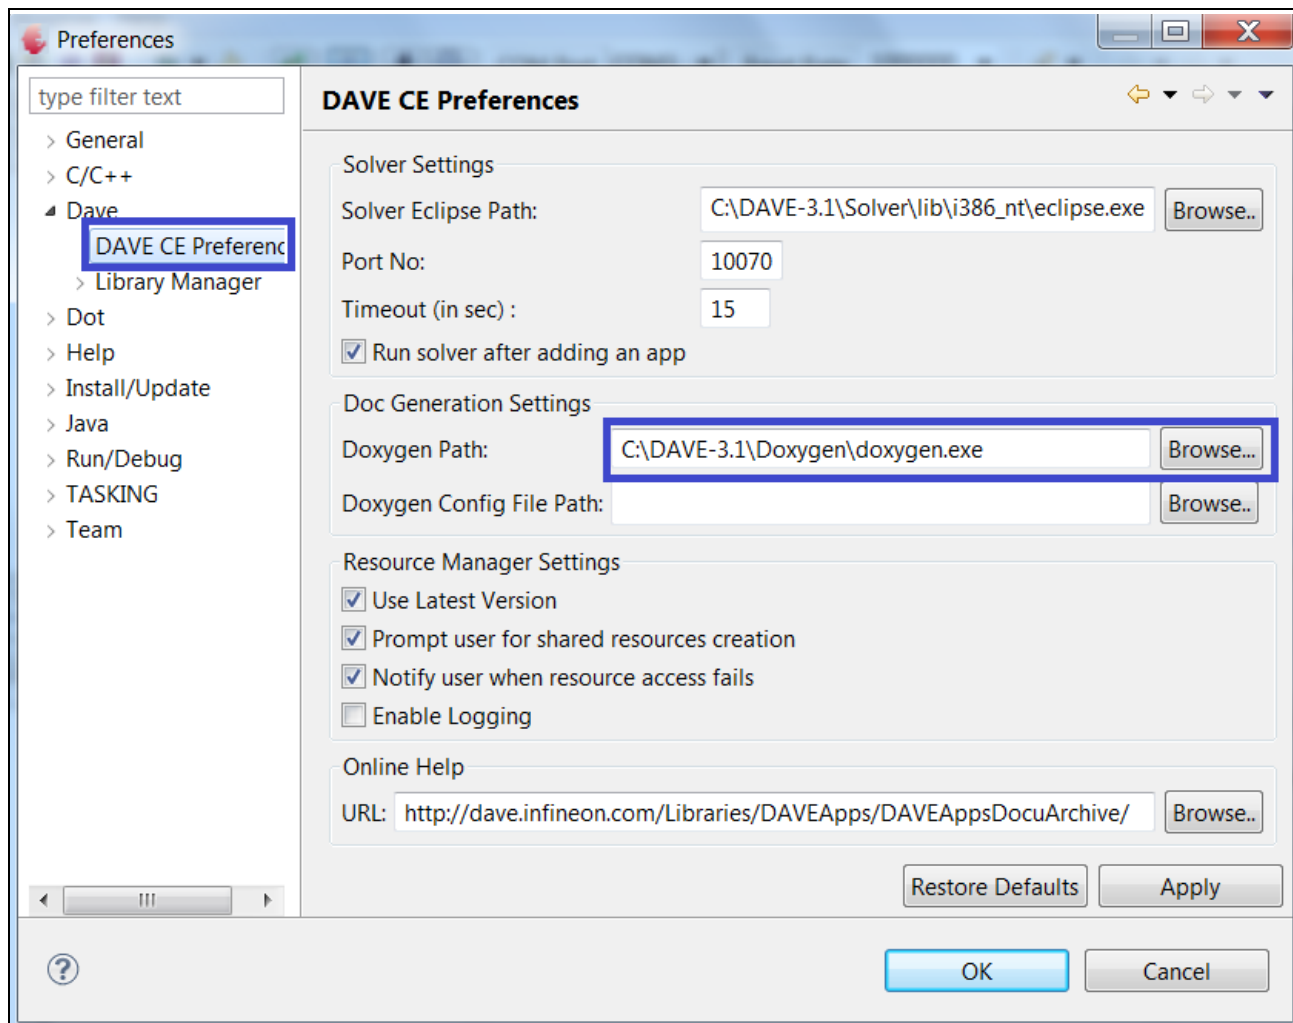 Preferences
type filter text
General
C/C++
Dave
DAVE CE Preferenc
Library Manager
Dot
Help
Install/Update
Java
Run/Debug
TASKING
Team
DAVE CE Preferences
Solver Settings
Solver Eclipse Path: C:\DAVE-3.1\Solver\lib\i386_nt\eclipse.exe Browse..
Port No: 10070
Timeout (in sec) : 15
Run solver after adding an app
Doc Generation Settings
Doxygen Path: C:\DAVE-3.1\Doxygen\doxygen.exe Browse...
Doxygen Config File Path: Browse..
Resource Manager Settings
Use Latest Version
Prompt user for shared resources creation
Notify user when resource access fails
Enable Logging
Online Help
URL: http://dave.infineon.com/Libraries/DAVEApps/DAVEAppsDocuArchive/ Browse..
Restore Defaults Apply
OK Cancel